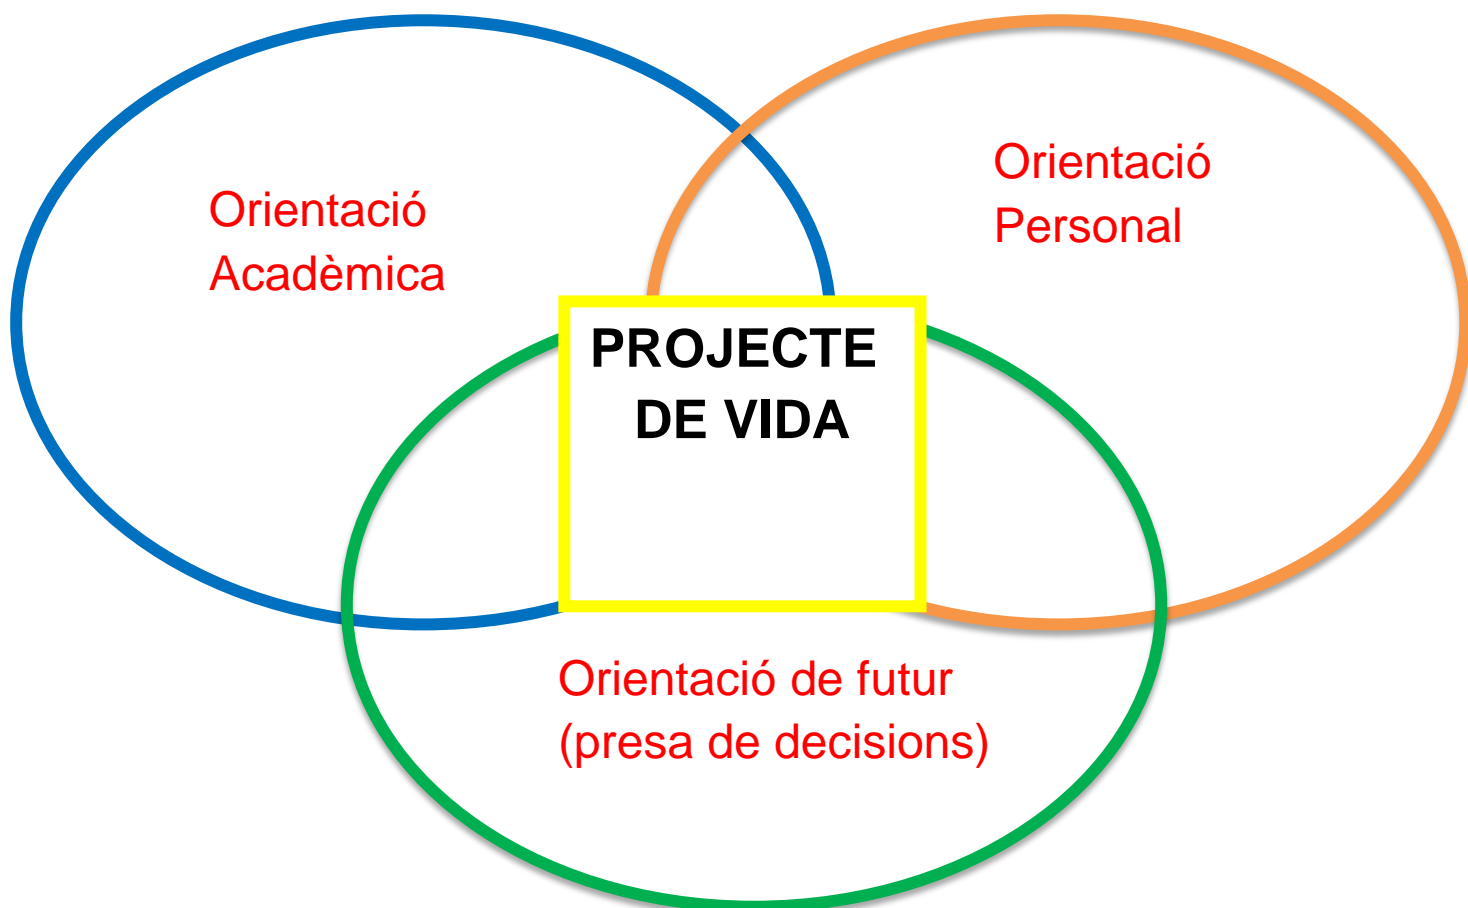 Orientació
Acadèmica
Orientació
Personal
PROJECTE
DE VIDA
Orientació de futur
(presa de decisions)